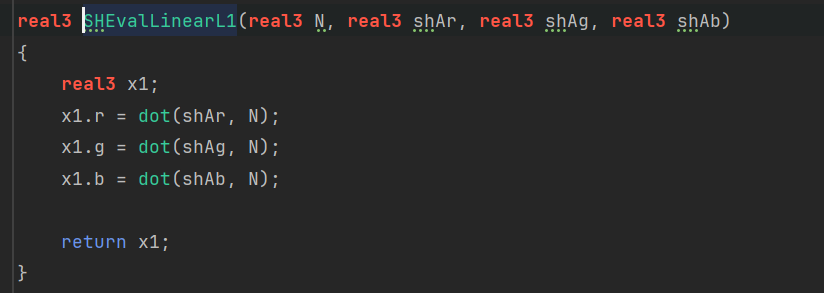 real3 SHEvalLinearL1(real3 N, real3 shAr, real3 shAg, real3 shAb)
{
    real3 x1;
    x1.r = dot(shAr, N);
    x1.g = dot(shAg, N);
    x1.b = dot(shAb, N);

    return x1;
}